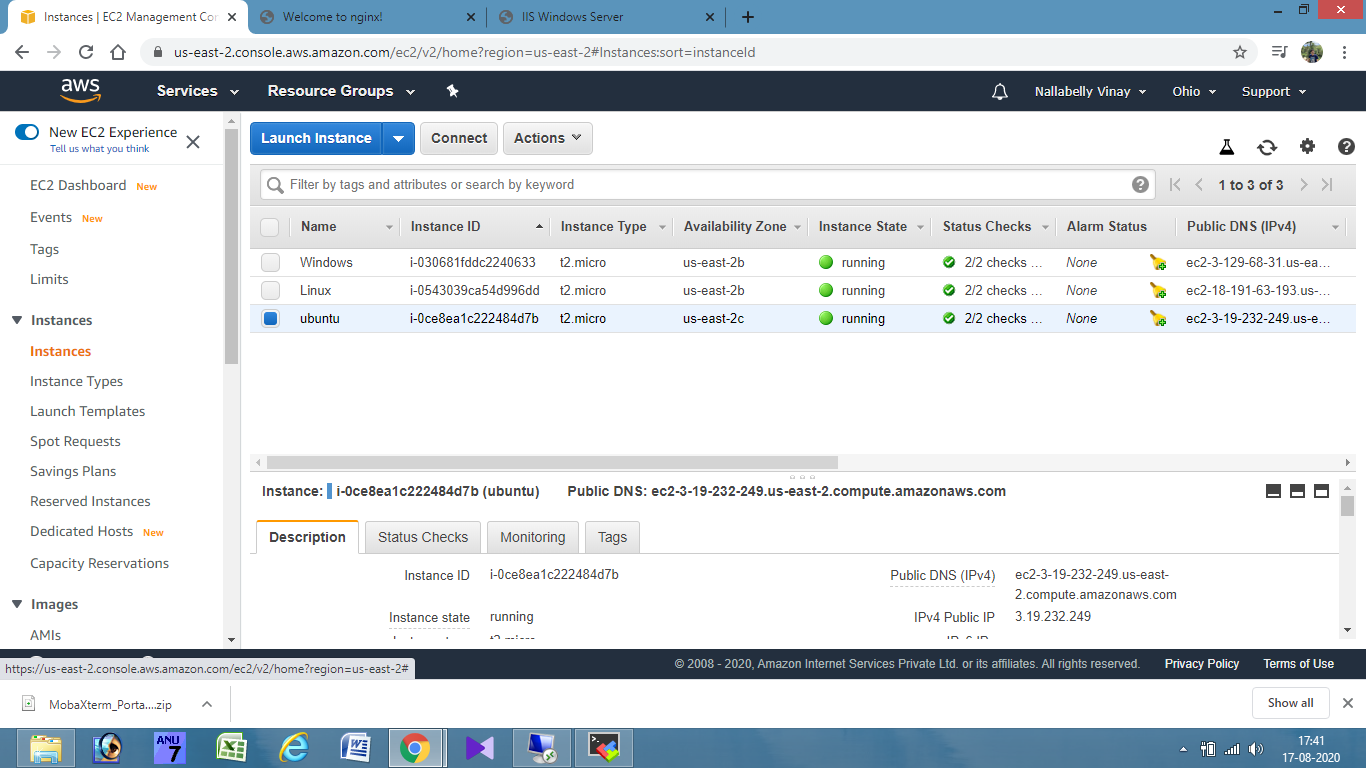 Instances | EC2 Management Con
Welcome to nginx!
IIS Windows Server
us-east-2.console.aws.amazon.com/ec2/v2/home?region=us-east-2#Instances:sort=instanceId
aws
Services
Resource Groups
Nallabelly Vinay
Ohio
Support
New EC2 Experience
Tell us what you think
EC2 Dashboard New
Events New
Tags
Limits
Instances
Instances
Instance Types
Launch Templates
Spot Requests
Savings Plans
Reserved Instances
Dedicated Hosts New
Capacity Reservations
Images
AMIs
Launch Instance
Connect
Actions
Filter by tags and attributes or search by keyword
1 to 3 of 3
Name Instance ID Instance Type Availability Zone Instance State Status Checks Alarm Status Public DNS (IPv4)
Windows i-030681fddc2240633 t2.micro us-east-2b running 2/2 checks ... None ec2-3-129-68-31.us-ea...
Linux i-0543039ca54d996dd t2.micro us-east-2b running 2/2 checks ... None ec2-18-191-63-193.us-...
ubuntu i-0ce8ea1c222484d7b t2.micro us-east-2c running 2/2 checks ... None ec2-3-19-232-249.us-e...
Instance: i-0ce8ea1c222484d7b (ubuntu) Public DNS: ec2-3-19-232-249.us-east-2.compute.amazonaws.com
Description
Status Checks
Monitoring
Tags
Instance ID i-0ce8ea1c222484d7b
Public DNS (IPv4) ec2-3-19-232-249.us-east-
2.compute.amazonaws.com
Instance state running
IPv4 Public IP 3.19.232.249
https://us-east-2.console.aws.amazon.com/ec2/v2/home?region=us-east-2#
© 2008 - 2020, Amazon Internet Services Private Ltd. or its affiliates. All rights reserved.
Privacy Policy
Terms of Use
MobaXterm_Porta....zip
Show all
ANU
7
17:41
17-08-2020